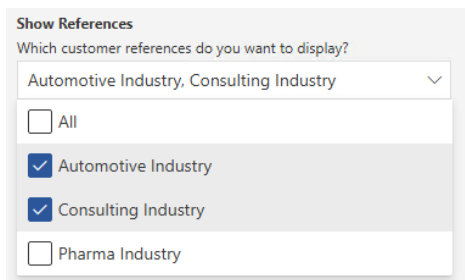 Show References
Which customer references do you want to display?
Automotive Industry, Consulting Industry
All
Automotive Industry
Consulting Industry
Pharma Industry